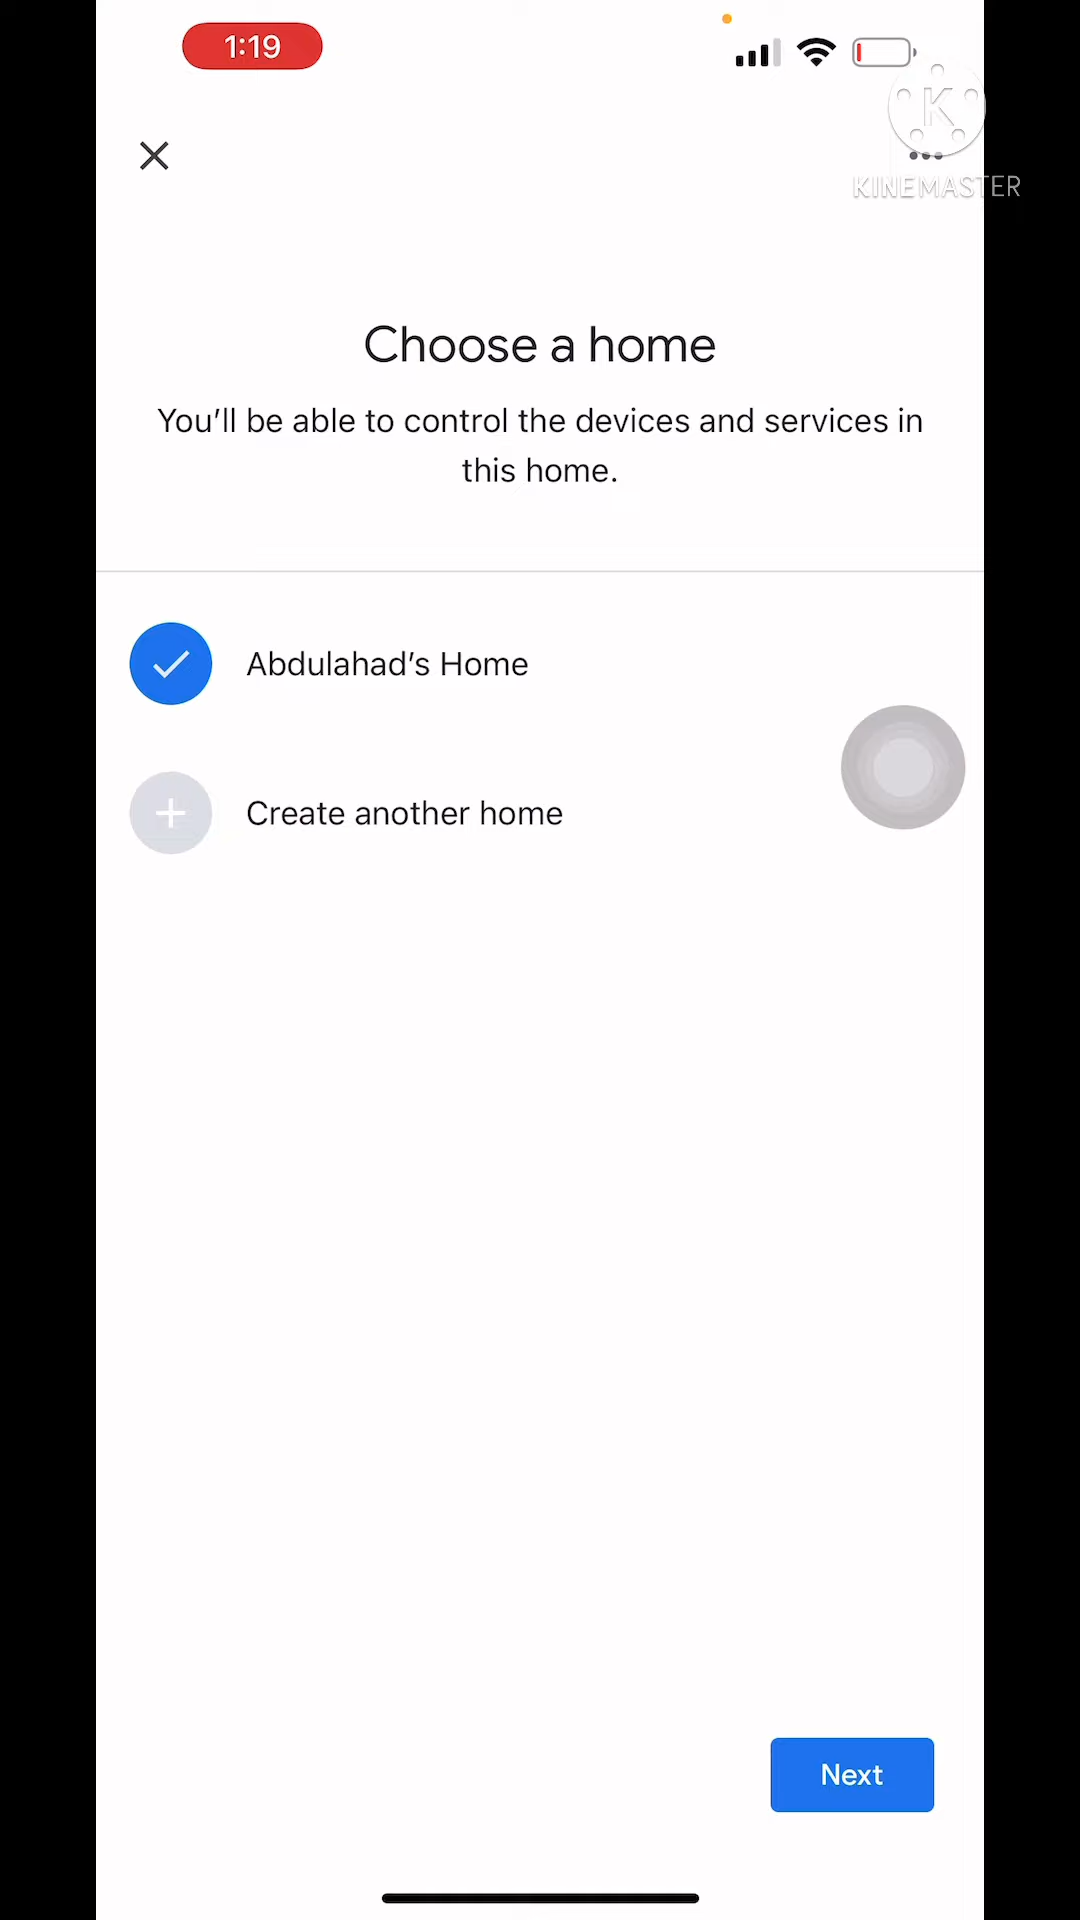 1:19
K
KINEMASTER
Choose a home
You’ll be able to control the devices and services in
this home.
Abdulahad’s Home
Create another home
Next